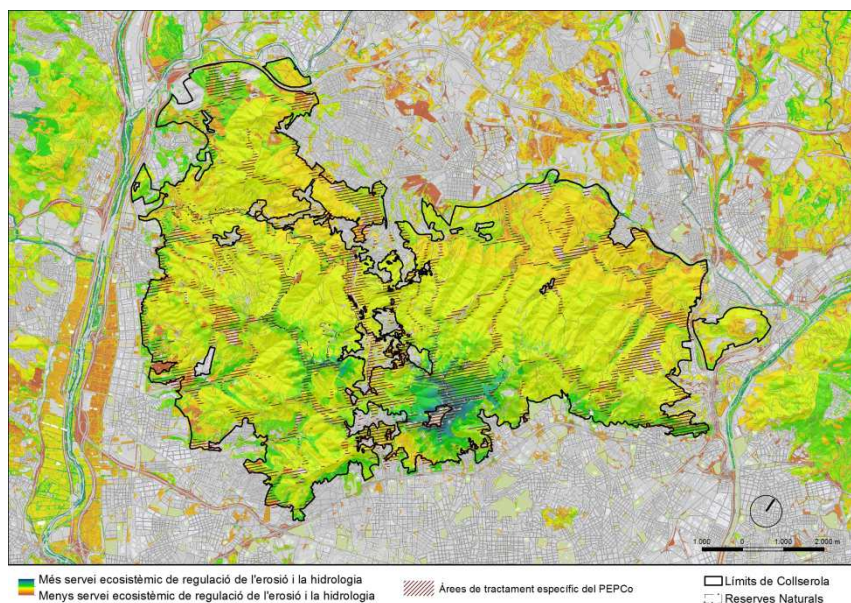 1.000 0 1.000 2.000 m
Més servei ecosistèmic de regulació de l'erosió i la hidrologia
Menys servei ecosistèmic de regulació de l'erosió i la hidrologia
Àrees de tractament específic del PEPCo
Límits de Collserola
Reserves Naturals